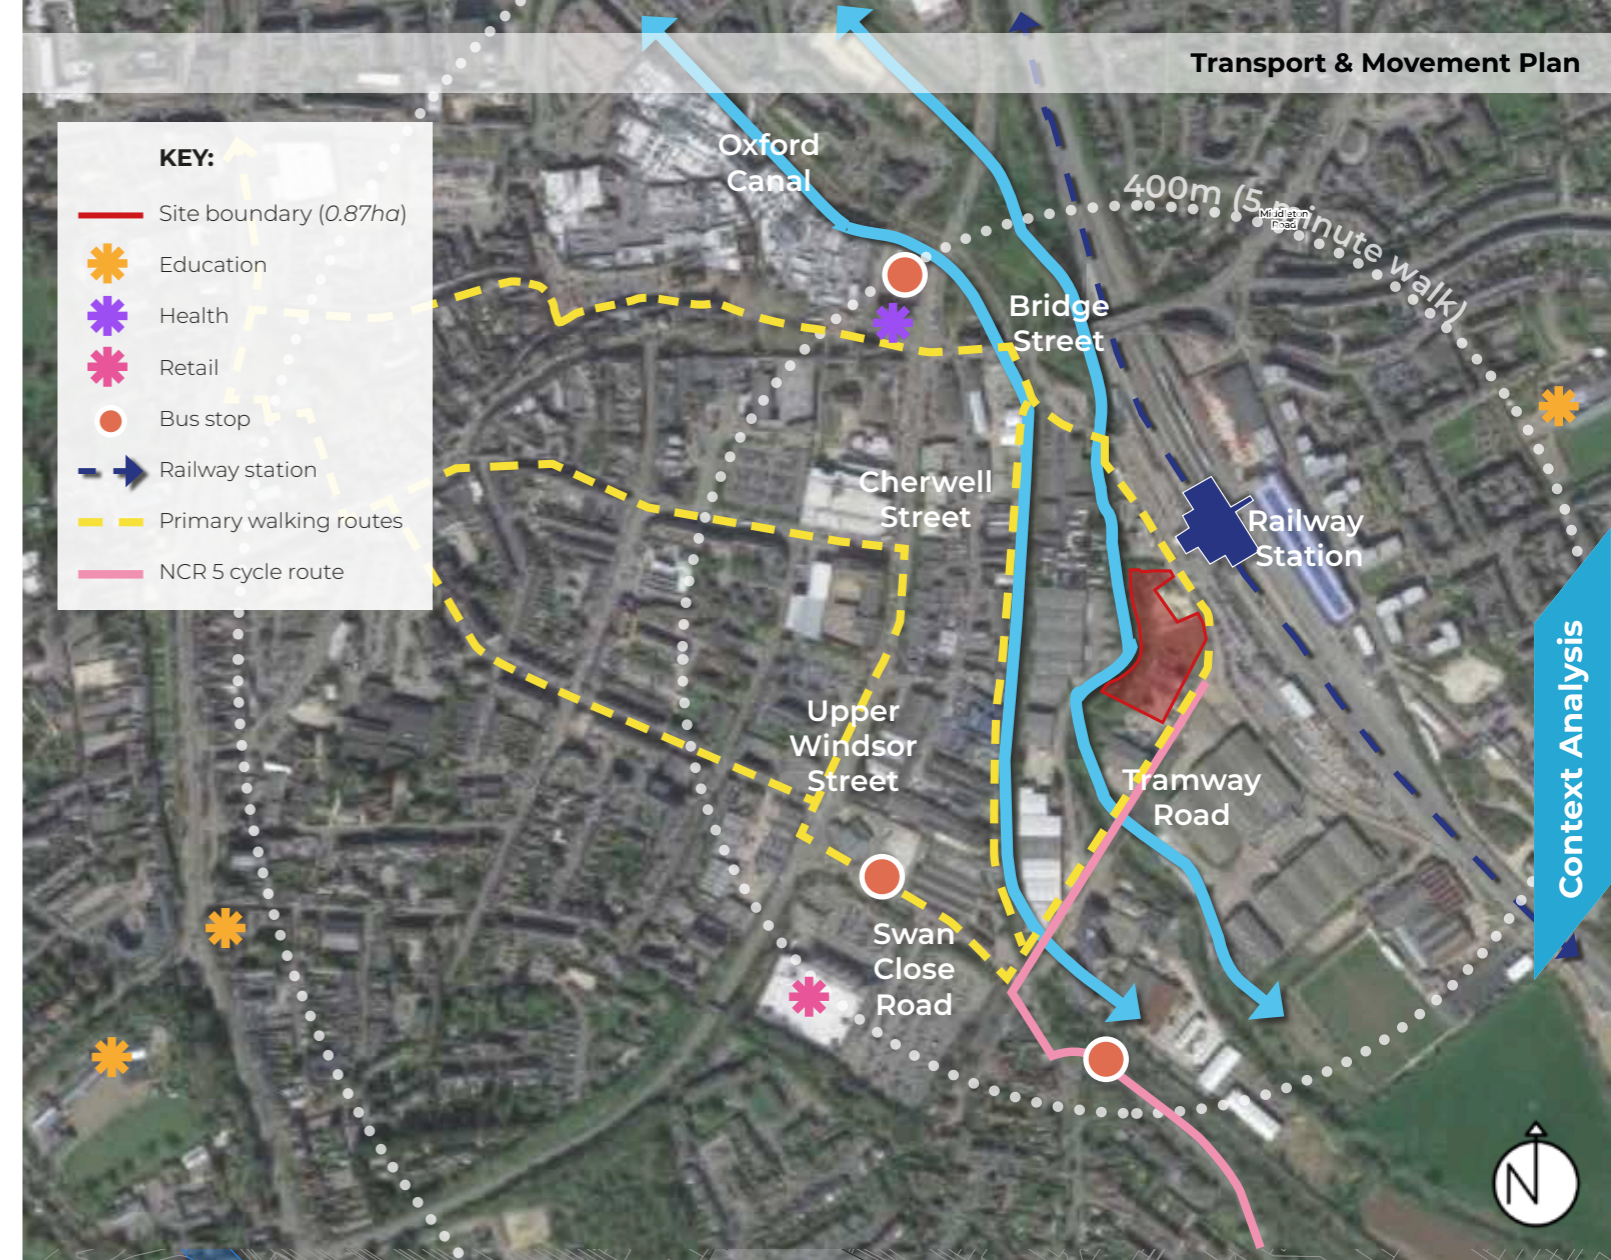 Transport & Movement Plan
KEY:
Site boundary (0.87ha)
Education
Health
Retail
Bus stop
Railway station
Primary walking routes
NCR 5 cycle route
Oxford
Canal
400m (5 minute walk)
Middleton
Road
Bridge
Street
Cherwell
Street
Railway
Station
Upper
Windsor
Street
Tramway
Road
Swan
Close
Road
Context Analysis
N